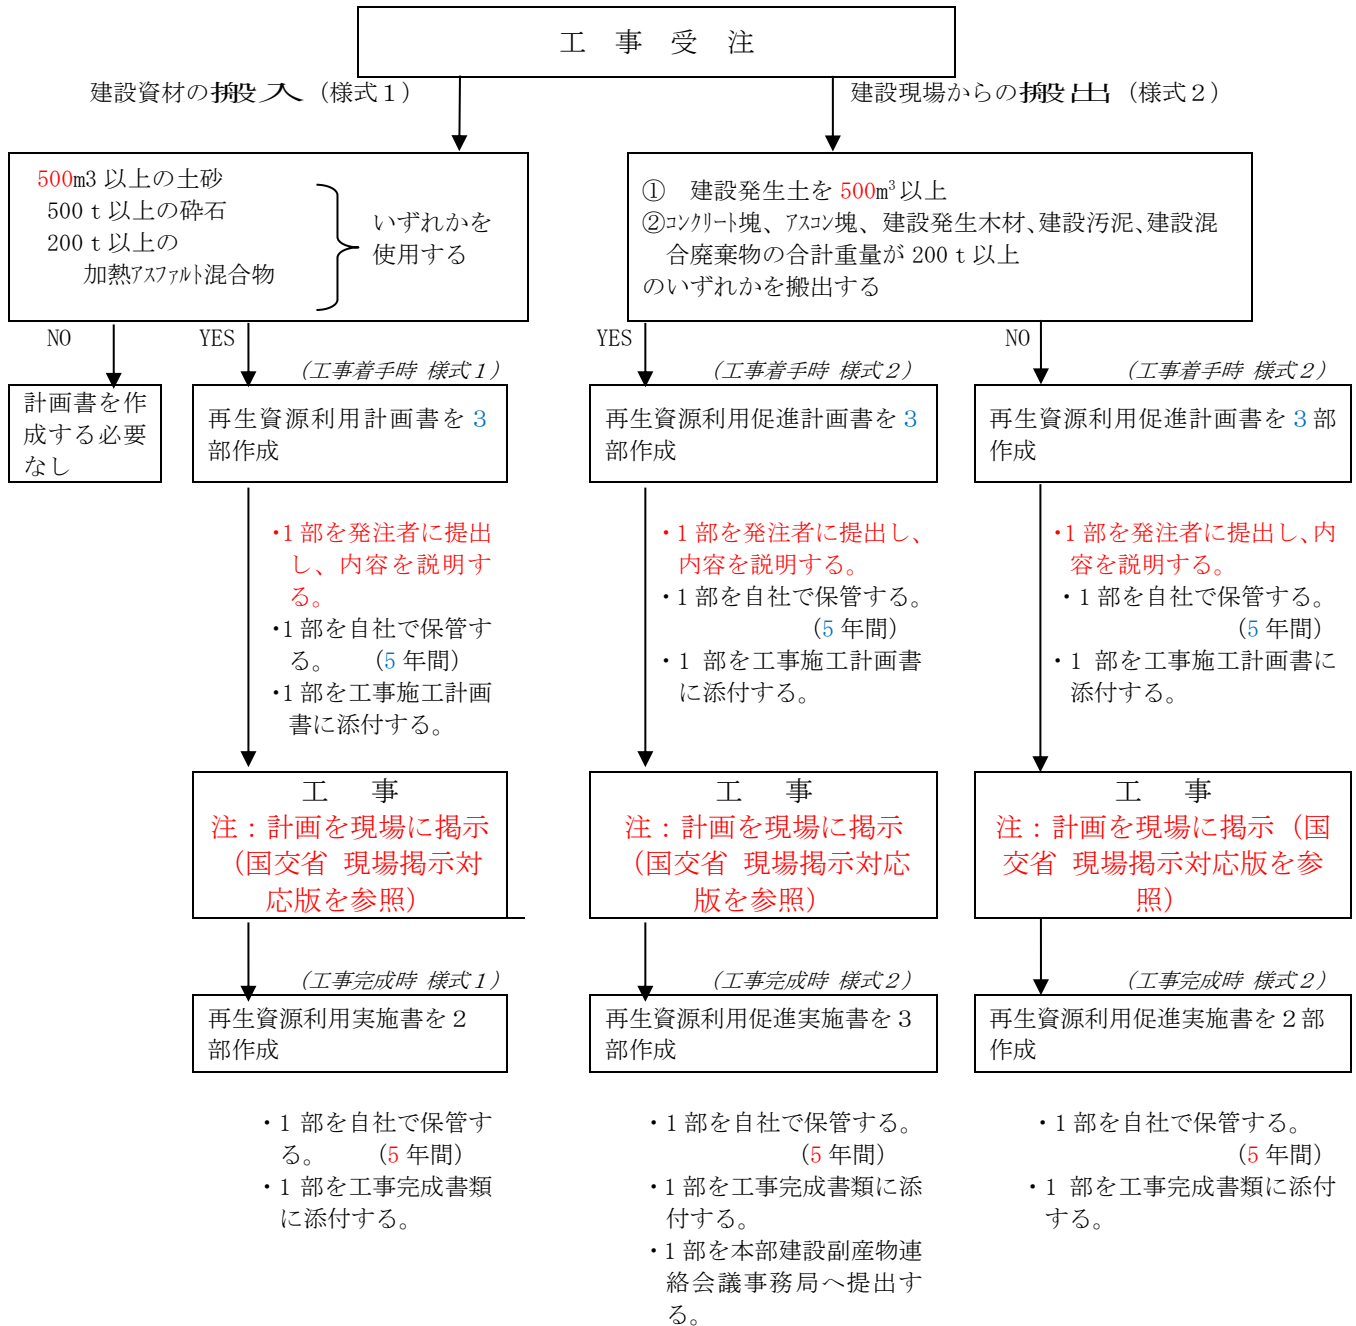 工　事　受　注
建設資材の搬入（様式１）
建設現場からの搬出（様式２）
500m3 以上の土砂
500ｔ以上の砕石
200ｔ以上の
加熱ｱｽﾌｧﾙﾄ混合物
いずれかを
使用する
①　建設発生土を 500m³以上
②ｺﾝｸﾘｰﾄ塊、ｱｽｺﾝ塊、建設発生木材､建設汚泥､建設混
合廃棄物の合計重量が 200ｔ以上
のいずれかを搬出する
NO
YES
YES
NO
（工事着手時 様式１）
（工事着手時 様式２）
（工事着手時 様式２）
計画書を作
成する必要
なし
再生資源利用計画書を３
部作成
再生資源利用促進計画書を３
部作成
再生資源利用促進計画書を３部
作成
・1 部を発注者に提出
し、内容を説明す
る。
・1 部を自社で保管す
る。　（5 年間）
・1 部を工事施工計画
書に添付する。
・1 部を発注者に提出し、
内容を説明する。
・1 部を自社で保管する。
（5 年間）
・1 部を工事施工計画書
に添付する。
・1 部を発注者に提出し､内
容を説明する。
・1 部を自社で保管する。
（5 年間）
・1 部を工事施工計画書に
添付する。
工　事
注：計画を現場に掲示
（国交省 現場掲示対
応版を参照）
工　事
注：計画を現場に掲示
（国交省 現場掲示対応
版を参照）
工　事
注：計画を現場に掲示（国
交省 現場掲示対応版を参
照）
（工事完成時 様式１）
（工事完成時 様式２）
（工事完成時 様式２）
再生資源利用実施書を２
部作成
再生資源利用促進実施書を３
部作成
再生資源利用促進実施書を２部
作成
・1 部を自社で保管す
る。　（5 年間）
・1 部を工事完成書類
に添付する。
・1 部を自社で保管する。
（5 年間）
・1 部を工事完成書類に添
付する。
・1 部を本部建設副産物連
絡会議事務局へ提出す
る。
・1 部を自社で保管する。
（5 年間）
・1 部を工事完成書類に添付
する。